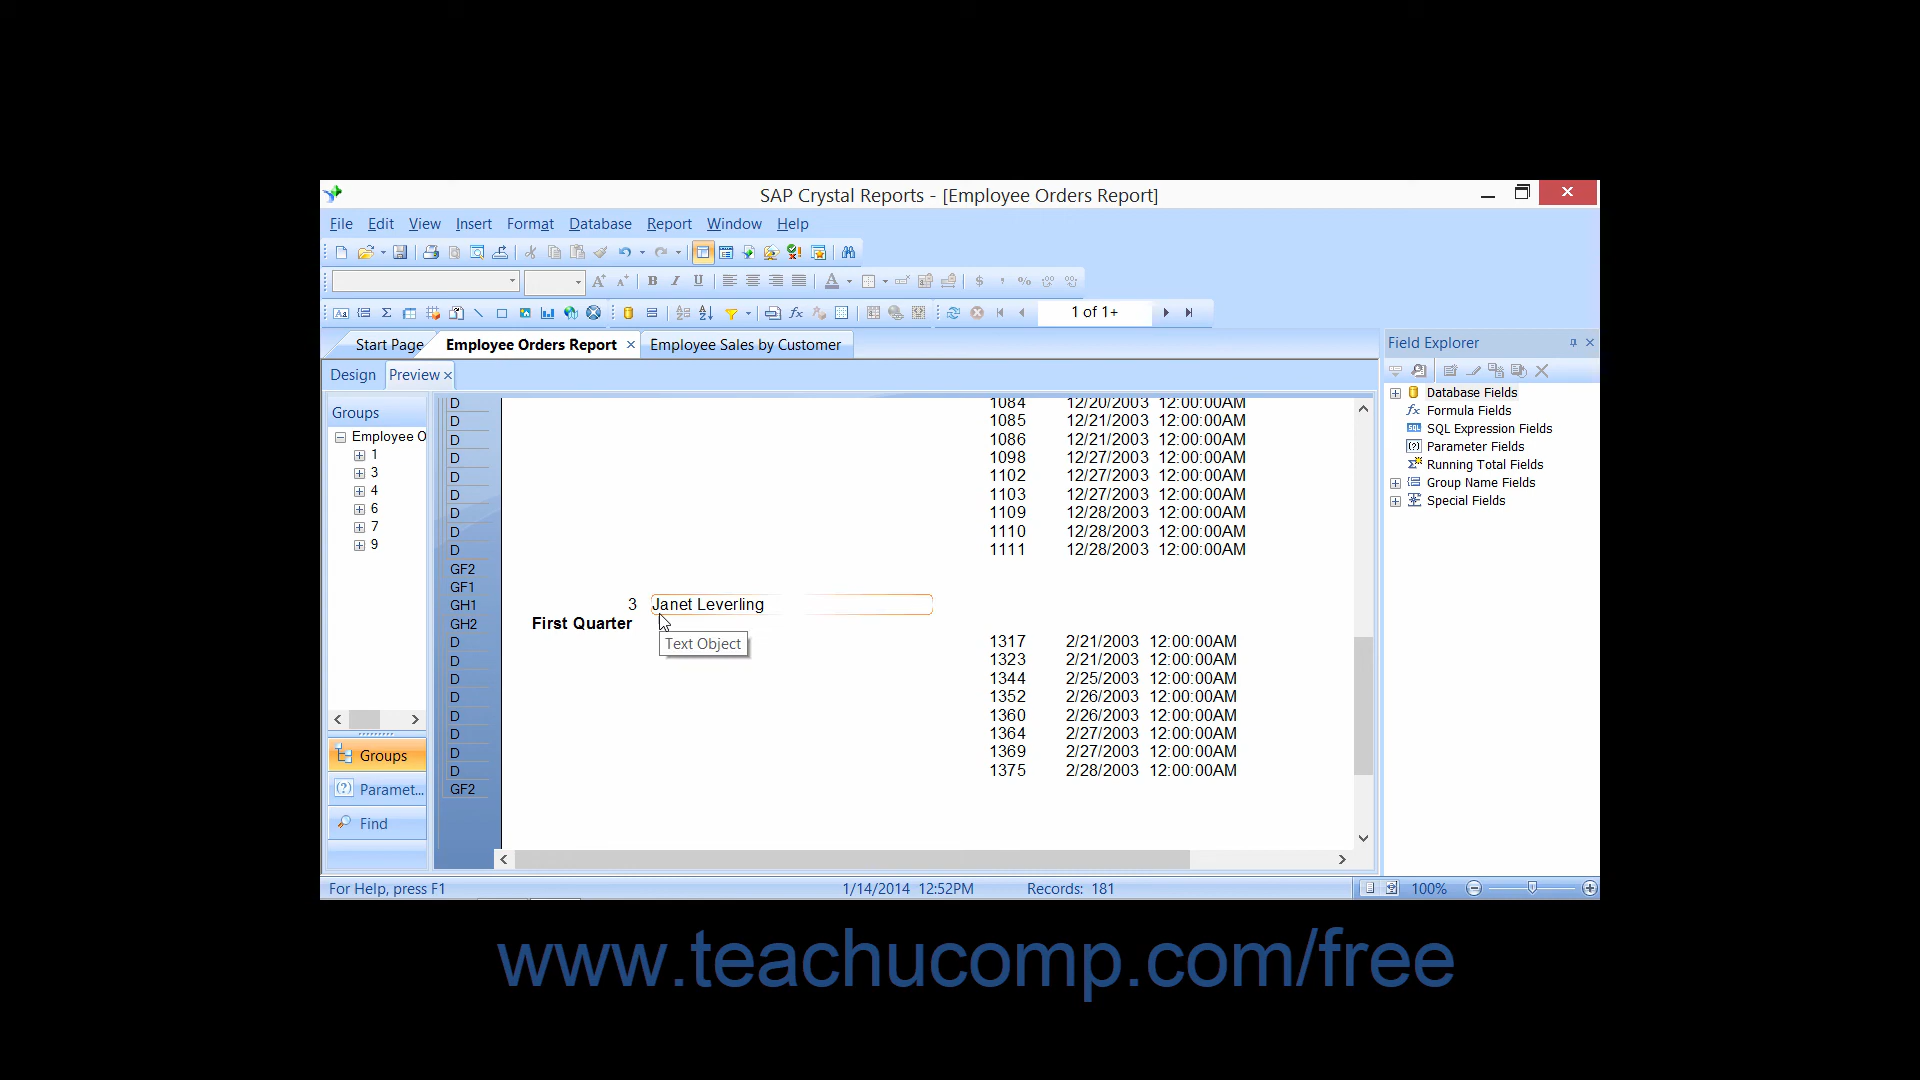 SAP Crystal Reports - [Employee Orders Report]
File Edit View Insert Format Database Report Window Help
1 of 1+
Start Page Employee Orders Report Employee Sales by Customer
Design Preview
Groups
Employee O
1
3
4
6
7
9
Groups
Paramet...
Find
D 1084 12/20/2003 12:00:00AM
D 1085 12/21/2003 12:00:00AM
D 1086 12/21/2003 12:00:00AM
D 1098 12/27/2003 12:00:00AM
D 1102 12/27/2003 12:00:00AM
D 1103 12/27/2003 12:00:00AM
D 1109 12/28/2003 12:00:00AM
D 1110 12/28/2003 12:00:00AM
D 1111 12/28/2003 12:00:00AM
GF2
GF1
GH1 3 Janet Leverling
GH2 First Quarter
Text Object
D 1317 2/21/2003 12:00:00AM
D 1323 2/21/2003 12:00:00AM
D 1344 2/25/2003 12:00:00AM
D 1352 2/26/2003 12:00:00AM
D 1360 2/26/2003 12:00:00AM
D 1364 2/27/2003 12:00:00AM
D 1369 2/27/2003 12:00:00AM
D 1375 2/28/2003 12:00:00AM
GF2
Field Explorer
Database Fields
Formula Fields
SQL Expression Fields
Parameter Fields
Running Total Fields
Group Name Fields
Special Fields
For Help, press F1 1/14/2014 12:52PM Records: 181 100%
www.teachucomp.com/free